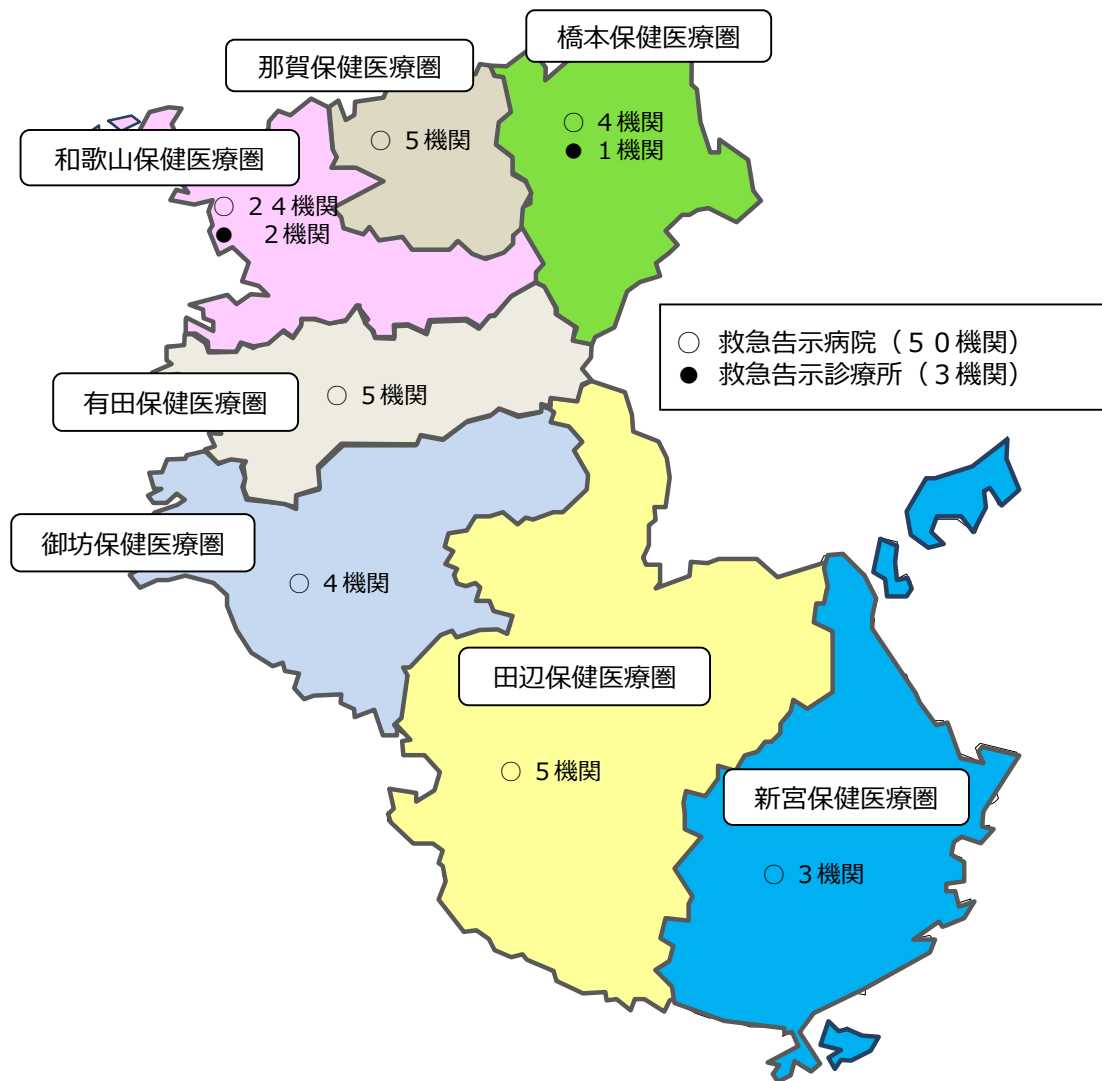 橋本保健医療圏
那賀保健医療圏
○ 4機関
● 1機関
○ 5機関
和歌山保健医療圏
○ 24機関
● 2機関
○ 救急告示病院（50機関）
● 救急告示診療所（3機関）
有田保健医療圏
○ 5機関
御坊保健医療圏
○ 4機関
田辺保健医療圏
○ 5機関
新宮保健医療圏
○ 3機関